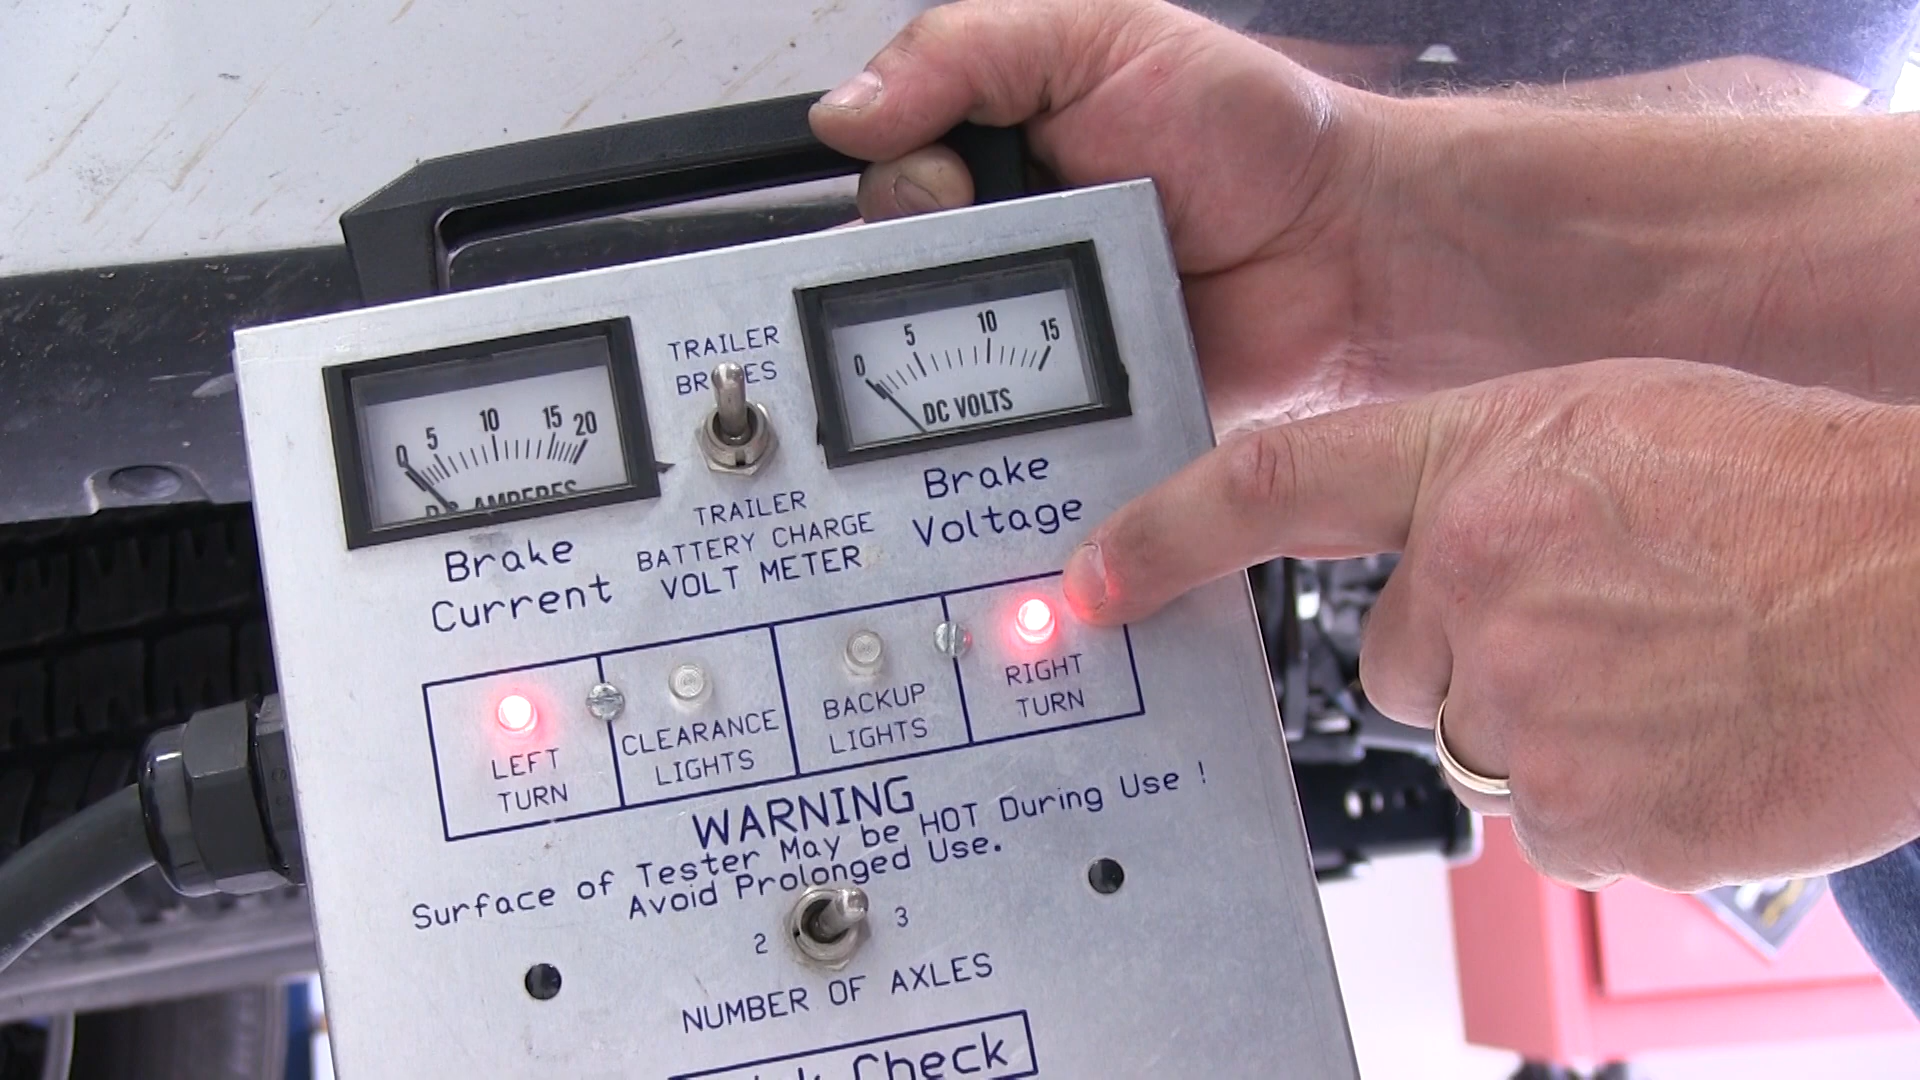 0 5 10 15 20
D.C. AMPERES
Brake
Current
TRAILER
BRAKES
TRAILER
BATTERY CHARGE
VOLT METER
0 5 10 15
DC VOLTS
Brake
Voltage
LEFT
TURN
CLEARANCE
LIGHTS
BACKUP
LIGHTS
RIGHT
TURN
WARNING
Surface of Tester May be HOT During Use !
Avoid Prolonged Use.
2 3
NUMBER OF AXLES
Check